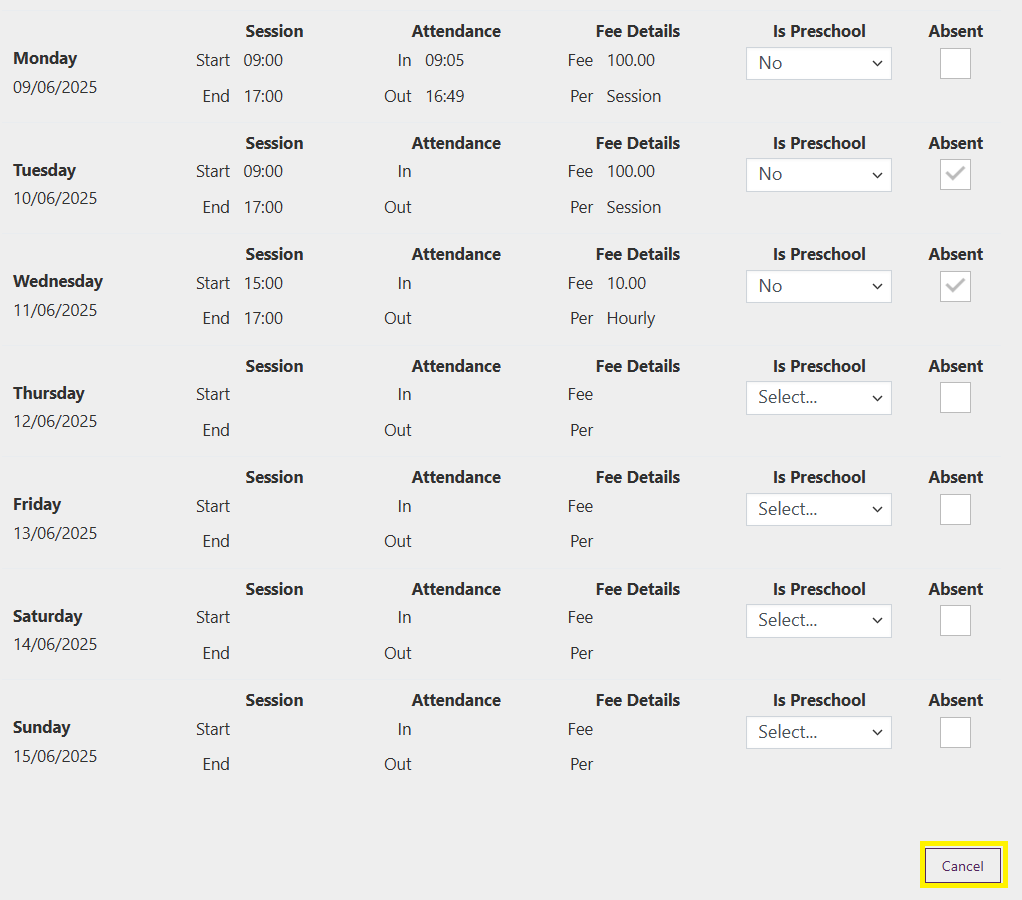 Session Attendance Fee Details Is Preschool Absent
Monday Start 09:00 In 09:05 Fee 100.00 No
09/06/2025
End 17:00 Out 16:49 Per Session
Session Attendance Fee Details Is Preschool Absent
Tuesday Start 09:00 In Fee 100.00 No
10/06/2025
End 17:00 Out Per Session
Session Attendance Fee Details Is Preschool Absent
Wednesday Start 15:00 In Fee 10.00 No
11/06/2025
End 17:00 Out Per Hourly
Session Attendance Fee Details Is Preschool Absent
Thursday Start In Fee Select...
12/06/2025
End Out Per
Session Attendance Fee Details Is Preschool Absent
Friday Start In Fee Select...
13/06/2025
End Out Per
Session Attendance Fee Details Is Preschool Absent
Saturday Start In Fee Select...
14/06/2025
End Out Per
Session Attendance Fee Details Is Preschool Absent
Sunday Start In Fee Select...
15/06/2025
End Out Per
Cancel